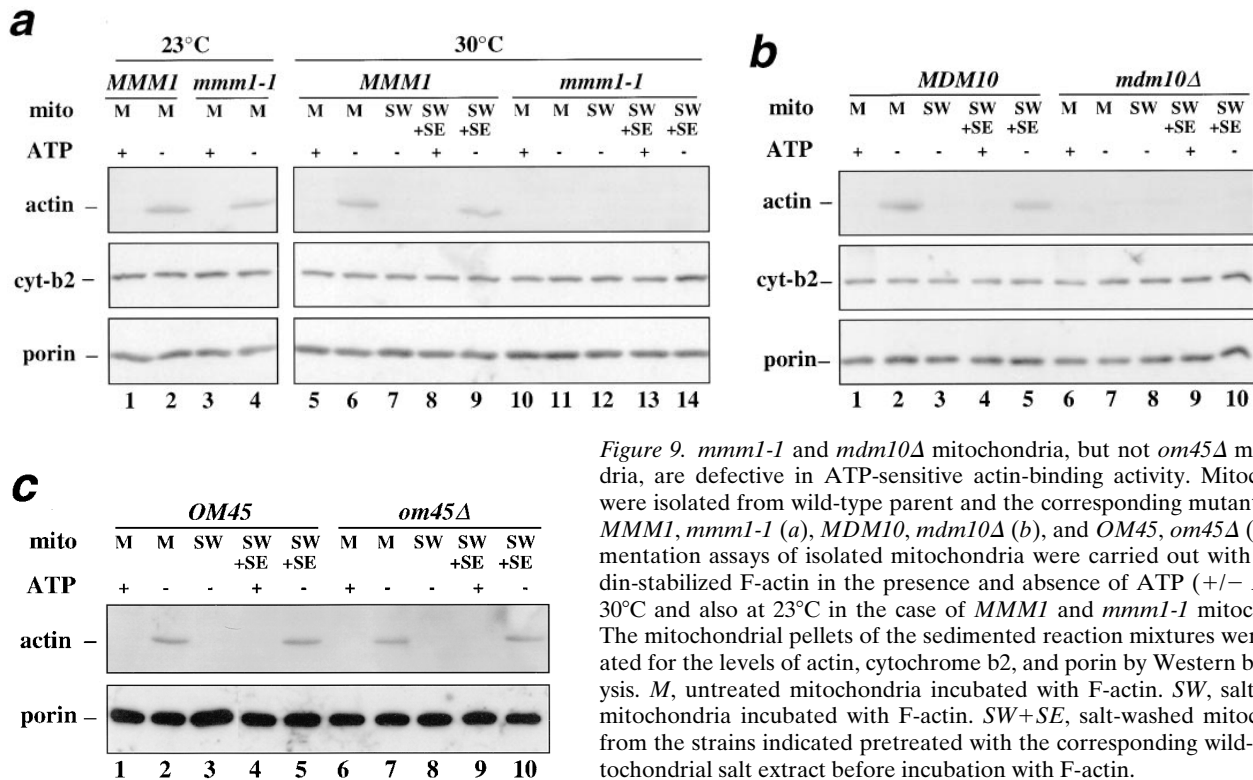 a
23°C 30°C
MMM1 mmm1-1 MMM1 mmm1-1
mito M M M M M M SW SW +SE SW +SE M M SW SW +SE SW +SE
ATP + - + - + - - + - + - - + -
actin –
cyt-b2 –
porin –
1 2 3 4 5 6 7 8 9 10 11 12 13 14
b
MDM10 mdm10Δ
mito M M SW SW +SE SW +SE M M SW SW +SE SW +SE
ATP + - - + - + - - + -
actin –
cyt-b2 –
porin –
1 2 3 4 5 6 7 8 9 10
c
OM45 om45Δ
mito M M SW SW +SE SW +SE M M SW SW +SE SW +SE
ATP + - - + - + - - + -
actin –
porin –
1 2 3 4 5 6 7 8 9 10
Figure 9. mmm1-1 and mdm10Δ mitochondria, but not om45Δ m
dria, are defective in ATP-sensitive actin-binding activity. Mitoc
were isolated from wild-type parent and the corresponding mutant
MMM1, mmm1-1 (a), MDM10, mdm10Δ (b), and OM45, om45Δ (
mentation assays of isolated mitochondria were carried out with
din-stabilized F-actin in the presence and absence of ATP (+/−
30°C and also at 23°C in the case of MMM1 and mmm1-1 mitoc
The mitochondrial pellets of the sedimented reaction mixtures wer
ated for the levels of actin, cytochrome b2, and porin by Western b
ysis. M, untreated mitochondria incubated with F-actin. SW, salt
mitochondria incubated with F-actin. SW+SE, salt-washed mitoc
from the strains indicated pretreated with the corresponding wild-
tochondrial salt extract before incubation with F-actin.